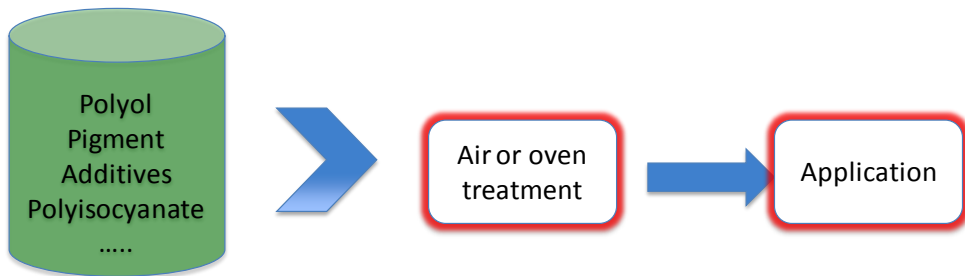 Polyol
Pigment
Additives
Polyisocyanate
.....
Air or oven
treatment
Application